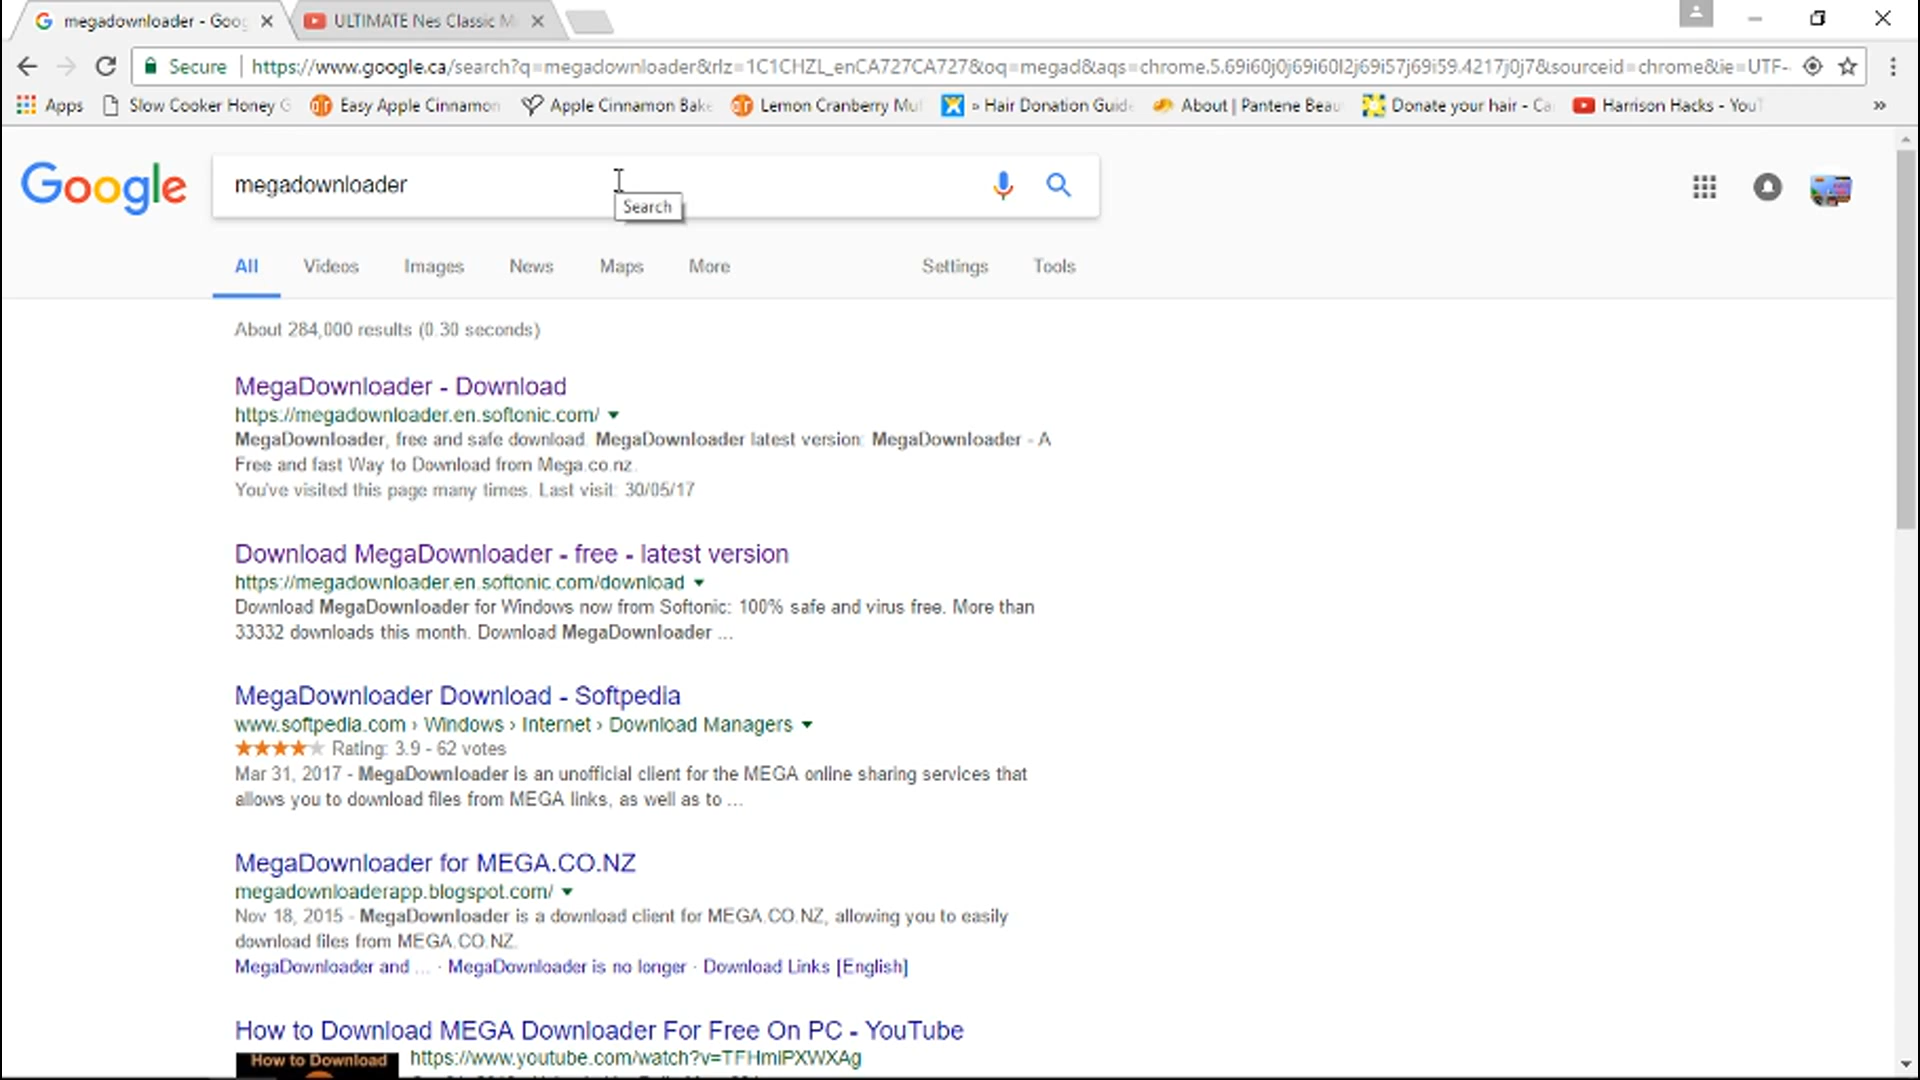 megadownloader - Goog
ULTIMATE Nes Classic M
Secure
https://www.google.ca/search?q=megadownloader&rlz=1C1CHZL_enCA727CA727&oq=megad&aqs=chrome.5.69i60j0j69i60l2j69i57j69i59.4217j0j7&sourceid=chrome&ie=UTF-
Apps
Slow Cooker Honey G
Easy Apple Cinnamon
Apple Cinnamon Bake
Lemon Cranberry Mu
» Hair Donation Guide
About | Pantene Beau
Donate your hair - Ca
Harrison Hacks - YouT
»
Google
megadownloader
Search
All Videos Images News Maps More Settings Tools
About 284,000 results (0.30 seconds)
MegaDownloader - Download
https://megadownloader.en.softonic.com/
MegaDownloader, free and safe download. MegaDownloader latest version: MegaDownloader - A
Free and fast Way to Download from Mega.co.nz.
You've visited this page many times. Last visit: 30/05/17
Download MegaDownloader - free - latest version
https://megadownloader.en.softonic.com/download
Download MegaDownloader for Windows now from Softonic: 100% safe and virus free. More than
33332 downloads this month. Download MegaDownloader ...
MegaDownloader Download - Softpedia
www.softpedia.com › Windows › Internet › Download Managers
Rating: 3.9 - 62 votes
Mar 31, 2017 - MegaDownloader is an unofficial client for the MEGA online sharing services that
allows you to download files from MEGA links, as well as to ...
MegaDownloader for MEGA.CO.NZ
megadownloaderapp.blogspot.com/
Nov 18, 2015 - MegaDownloader is a download client for MEGA.CO.NZ, allowing you to easily
download files from MEGA.CO.NZ.
MegaDownloader and ... · MegaDownloader is no longer · Download Links [English]
How to Download MEGA Downloader For Free On PC - YouTube
How to Download
https://www.youtube.com/watch?v=TFHmiPXWXAg